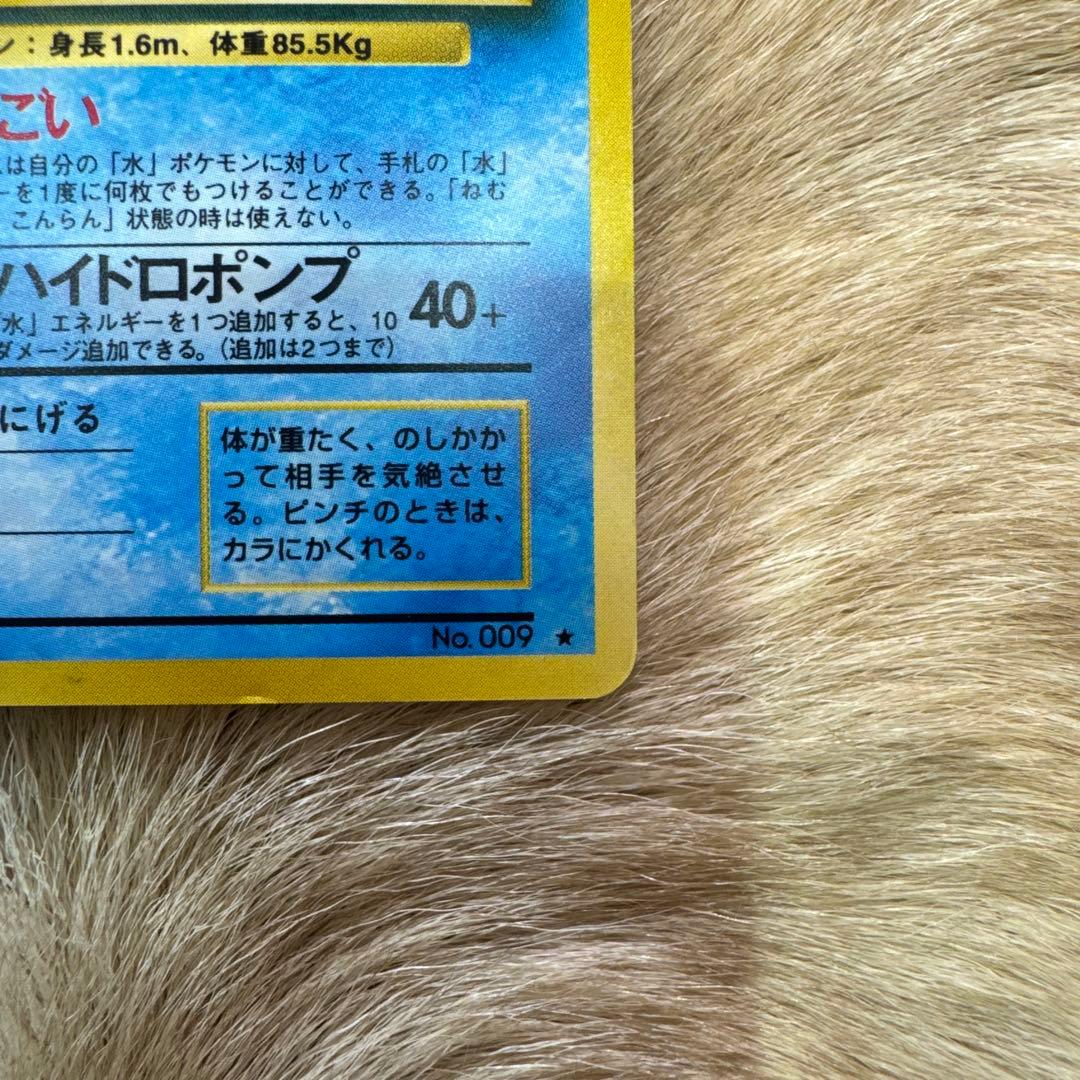 ン：身長1.6m、体重85.5Kg
ごい
は自分の「水」ポケモンに対して、手札の「水」
ーを1度に何枚でもつけることができる。「ねむ
こんらん」状態の時は使えない。
ハイドロポンプ 40+
水」エネルギーを1つ追加すると、10
ダメージ追加できる。（追加は2つまで）
にげる
体が重たく、のしかか
って相手を気絶させ
る。ピンチのときは、
カラにかくれる。
No. 009 ★